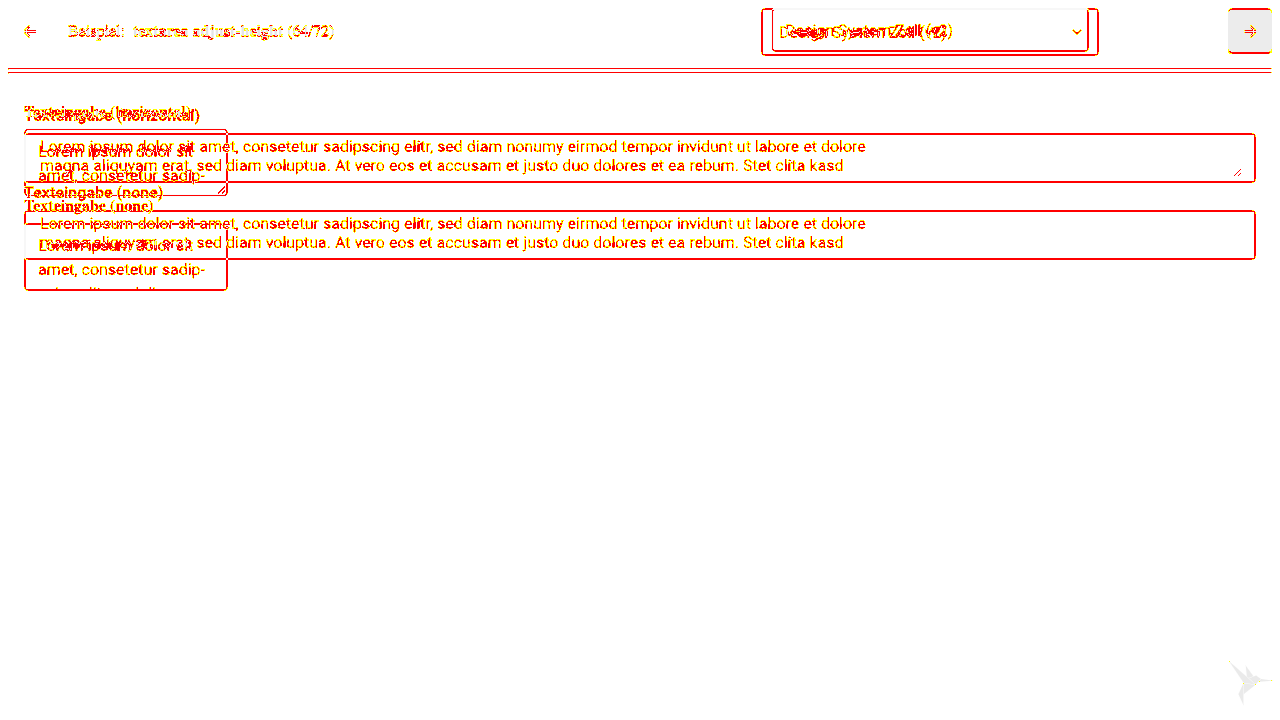 Beispiel: textarea adjust-height (64/72)
Design System Zoll (v2)
Texteingabe (horizontal)
Lorem ipsum dolor sit amet, consetetur sadipscing elitr, sed diam nonumy eirmod tempor invidunt ut labore et dolore
magna aliquyam erat, sed diam voluptua. At vero eos et accusam et justo duo dolores et ea rebum. Stet clita kasd
Lorem ipsum dolor sit
amet, consetetur sadip-
Texteingabe (none)
Texteingabe (none)
Lorem ipsum dolor sit amet, consetetur sadipscing elitr, sed diam nonumy eirmod tempor invidunt ut labore et dolore
magna aliquyam erat, sed diam voluptua. At vero eos et accusam et justo duo dolores et ea rebum. Stet clita kasd
Lorem ipsum dolor sit
amet, consetetur sadip-